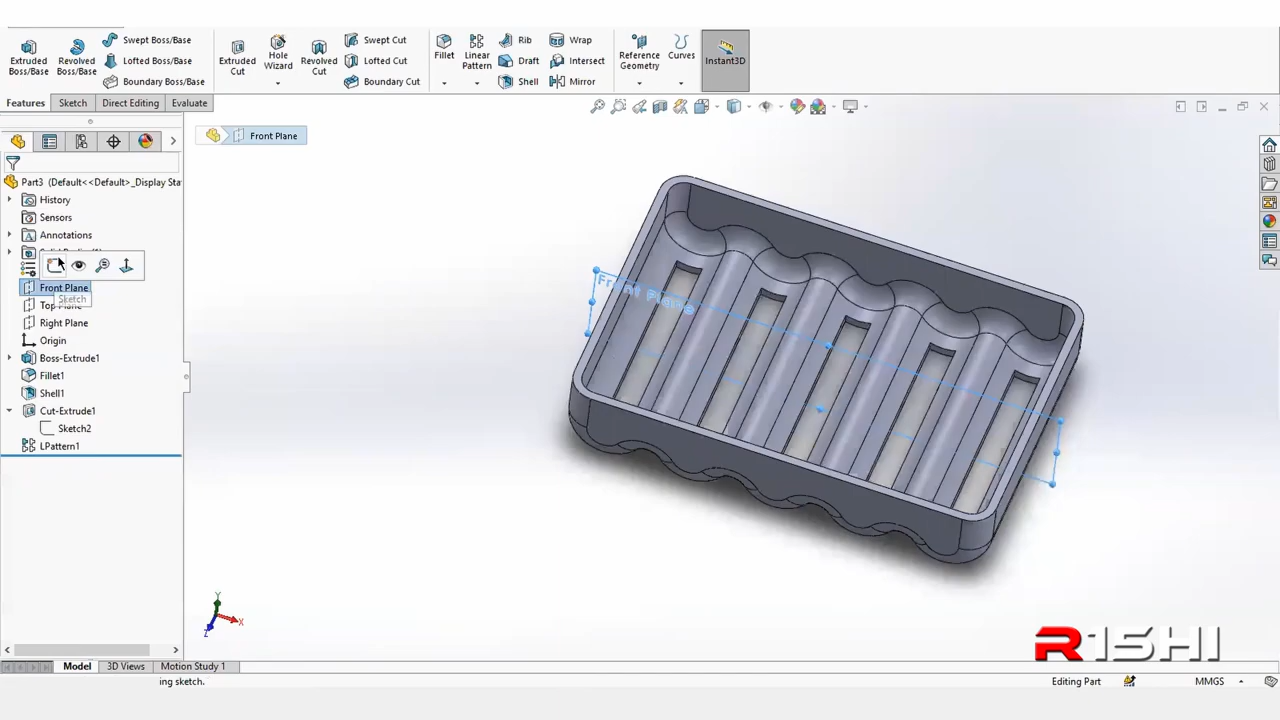 Swept Boss/Base
Lofted Boss/Base
Boundary Boss/Base
Extruded Boss/Base
Revolved Boss/Base
Extruded Cut
Hole Wizard
Revolved Cut
Swept Cut
Lofted Cut
Boundary Cut
Fillet
Linear Pattern
Rib
Draft
Shell
Wrap
Intersect
Mirror
Reference Geometry
Curves
Instant3D
Features
Sketch
Direct Editing
Evaluate
Front Plane
Part3 (Default<<Default>_Display Sta
History
Sensors
Annotations
Front Plane
Sketch
Right Plane
Origin
Boss-Extrude1
Fillet1
Shell1
Cut-Extrude1
Sketch2
LPattern1
Front Plane
Y
X
Z
R1SHI
Model
3D Views
Motion Study 1
ing sketch.
Editing Part
MMGS